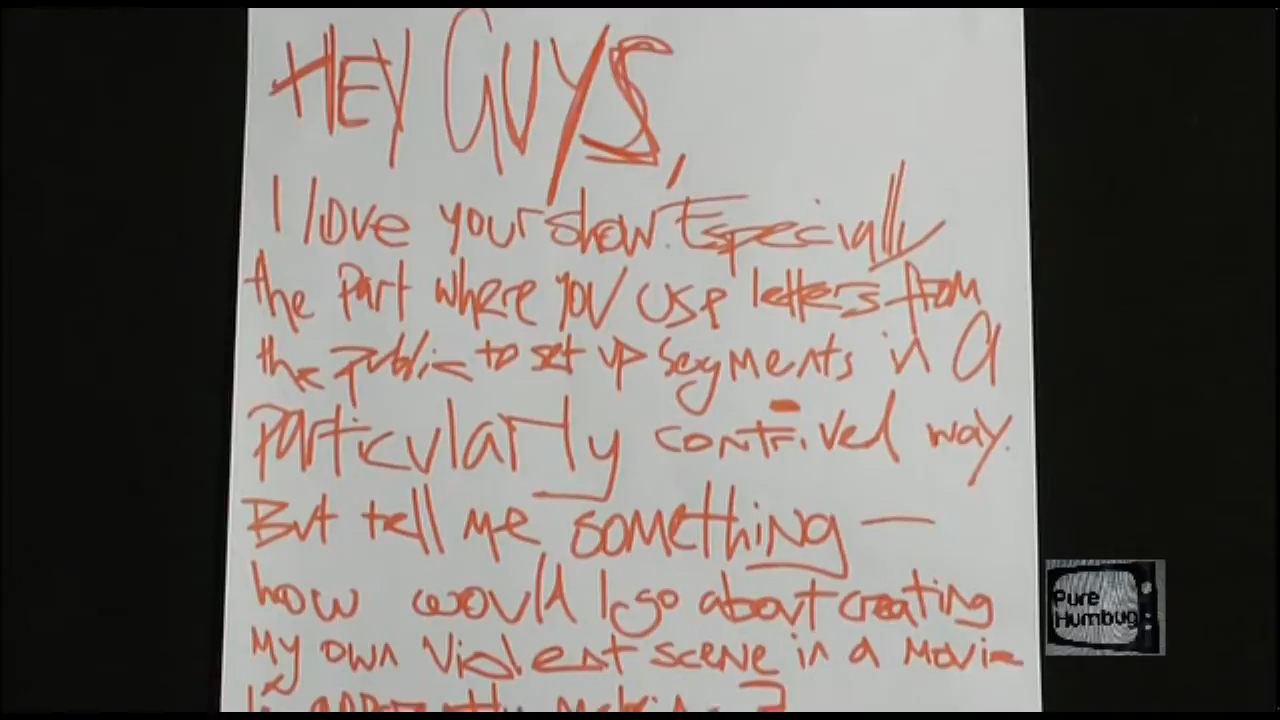 HEY GUYS,
I love your show. Especially
the part where you use letters from
the public to set up segments in a
particularly contrived way.
But tell me something —
how would I go about creating
my own violent scene in a movie
Pure
Humbug